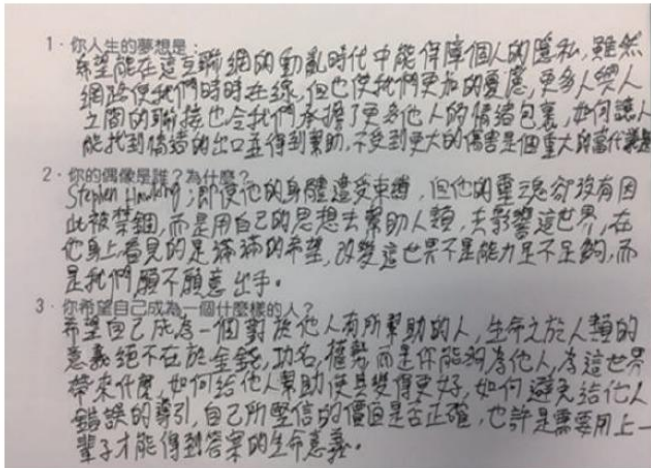 1．你人生的夢想是：
希望能在這互聯網的動亂時代中能保障個人的隱私，雖然
網路使我們時時在線，但也使我們更加的憂慮，更多人與人
之間的聯接也令我們承擔了更多他人的情緒包裹，如何讓人
能找到情緒的出口並得到幫助，不受到更大的傷害是個重大的當代議題
2．你的偶像是誰？為什麼？
Stephen Hawking；即使他的身體遭受束縛，但他的靈魂卻沒有因
此被禁錮，而是用自己的思想去幫助人類，去影響這世界，在
他身上看見的是滿滿的希望，改變這世界不是能力足不足夠，而
是我們願不願意出手。
3．你希望自己成為一個什麼樣的人？
希望自己成為一個對於他人有所幫助的人，生命之於人類的
意義絕不在於金錢，功名，權勢而是你能夠為他人，為這世界
帶來什麼，如何給他人幫助使其變得更好，如何避免給他人
錯誤的導引，自己所堅信的價值是否正確，也許是需要用上一
輩子才能得到答案的生命意義。